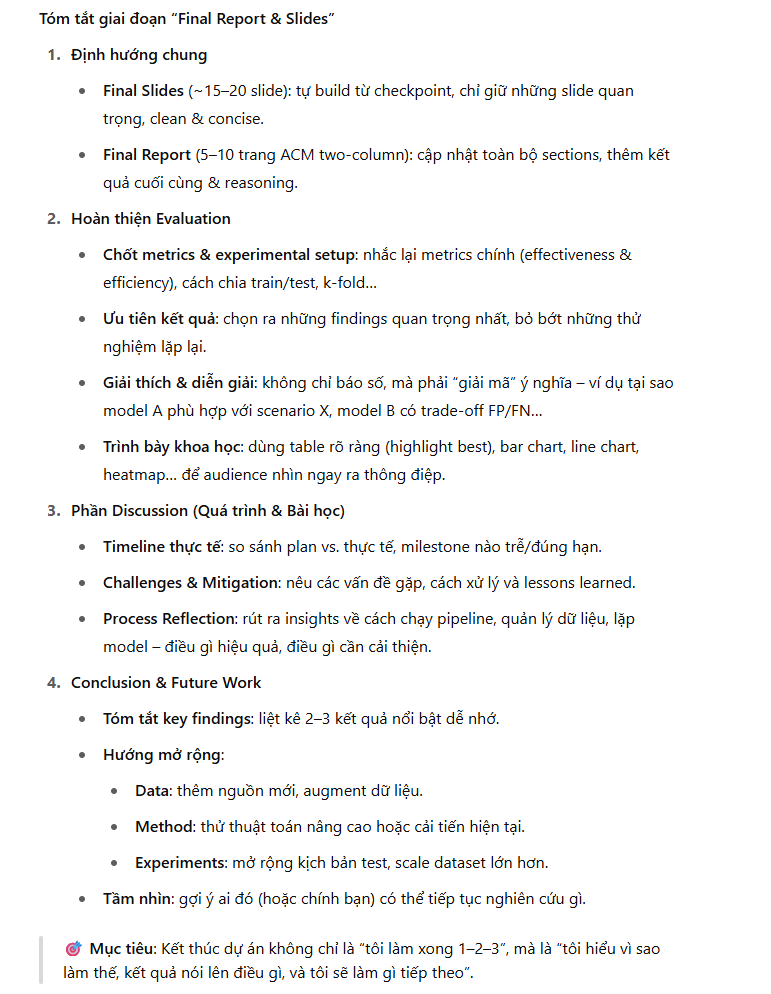 Tóm tắt giai đoạn “Final Report & Slides”
1. Định hướng chung
• Final Slides (~15–20 slide): tự build từ checkpoint, chỉ giữ những slide quan
trọng, clean & concise.
• Final Report (5–10 trang ACM two-column): cập nhật toàn bộ sections, thêm kết
quả cuối cùng & reasoning.
2. Hoàn thiện Evaluation
• Chốt metrics & experimental setup: nhắc lại metrics chính (effectiveness &
efficiency), cách chia train/test, k-fold…
• Ưu tiên kết quả: chọn ra những findings quan trọng nhất, bỏ bớt những thử
nghiệm lặp lại.
• Giải thích & diễn giải: không chỉ báo số, mà phải “giải mã” ý nghĩa – ví dụ tại sao
model A phù hợp với scenario X, model B có trade-off FP/FN…
• Trình bày khoa học: dùng table rõ ràng (highlight best), bar chart, line chart,
heatmap… để audience nhìn ngay ra thông điệp.
3. Phần Discussion (Quá trình & Bài học)
• Timeline thực tế: so sánh plan vs. thực tế, milestone nào trễ/đúng hạn.
• Challenges & Mitigation: nêu các vấn đề gặp, cách xử lý và lessons learned.
• Process Reflection: rút ra insights về cách chạy pipeline, quản lý dữ liệu, lặp
model – điều gì hiệu quả, điều gì cần cải thiện.
4. Conclusion & Future Work
• Tóm tắt key findings: liệt kê 2–3 kết quả nổi bật dễ nhớ.
• Hướng mở rộng:
• Data: thêm nguồn mới, augment dữ liệu.
• Method: thử thuật toán nâng cao hoặc cải tiến hiện tại.
• Experiments: mở rộng kịch bản test, scale dataset lớn hơn.
• Tầm nhìn: gợi ý ai đó (hoặc chính bạn) có thể tiếp tục nghiên cứu gì.
🎯 Mục tiêu: Kết thúc dự án không chỉ là “tôi làm xong 1–2–3”, mà là “tôi hiểu vì sao
làm thế, kết quả nói lên điều gì, và tôi sẽ làm gì tiếp theo”.